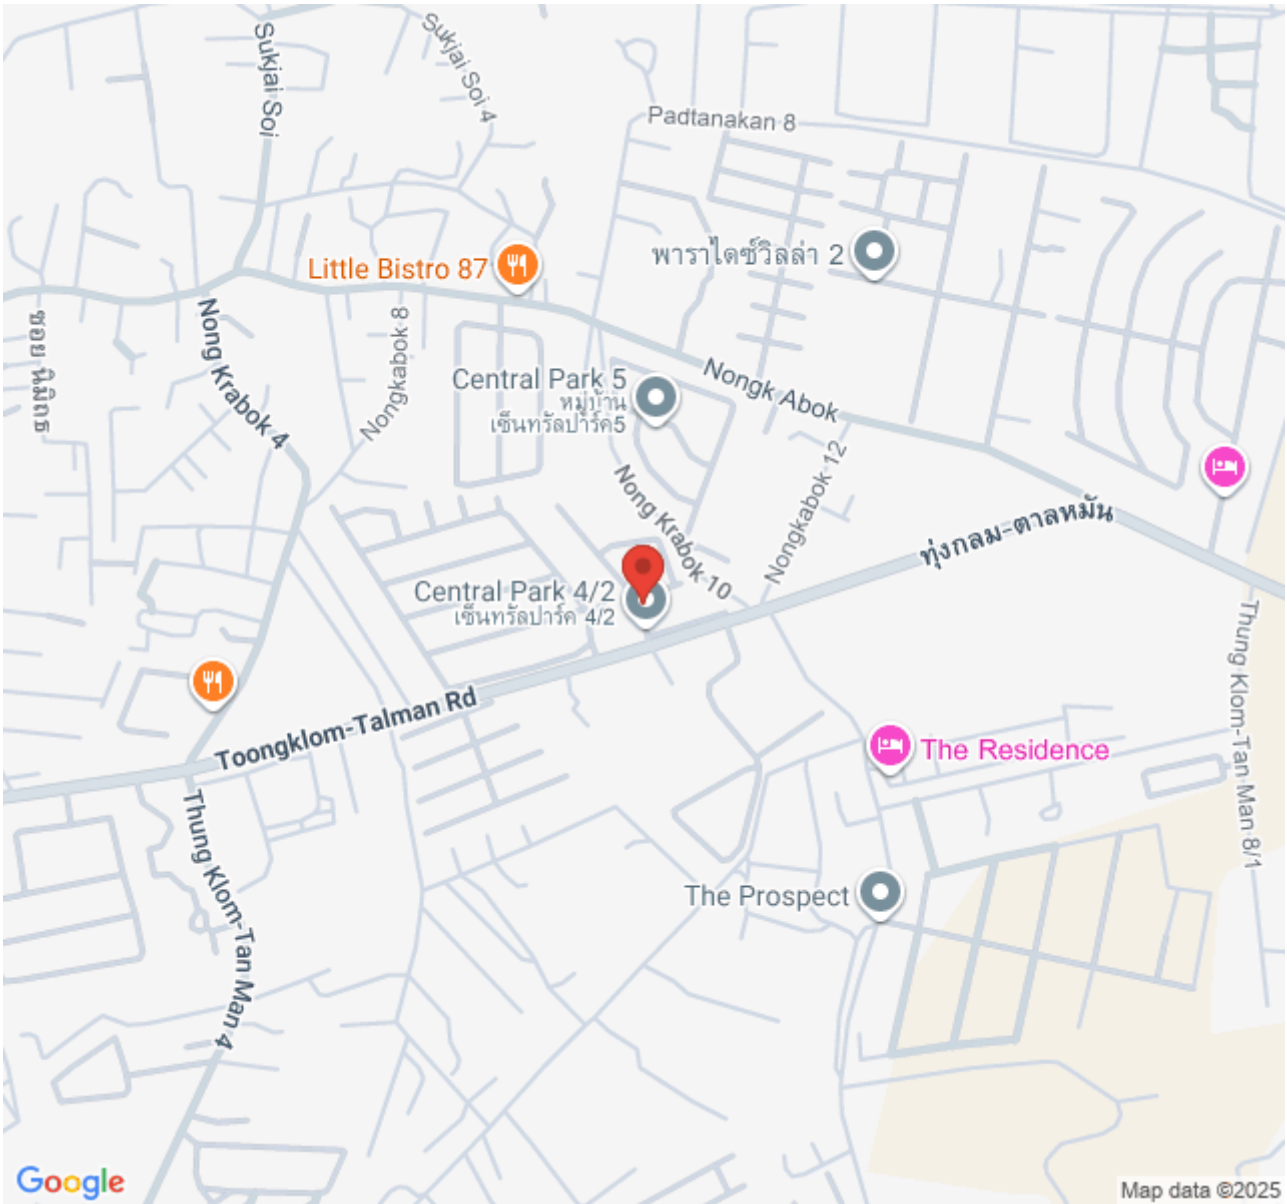 Sukjai Soi
Sukjai Soi 4
Padtanakan 8
พาราไดซ์วิลล่า 2
Little Bistro 87
ซอย นิมิถธ
Nong Krabok 4
Nongkabok 8
Central Park 5
หมู่บ้าน
เซ็นทรัลปาร์ค5
Nongk Abok
Nong Krabok 10
Nongkabok 12
ทุ่งกลม-ตาลหมัน
Central Park 4/2
เซ็นทรัลปาร์ค 4/2
Thung Klom-Tan Man 8/1
Toongklom-Talman Rd
The Residence
Thung Klom-Tan Man 4
The Prospect
Google
Map data ©2025